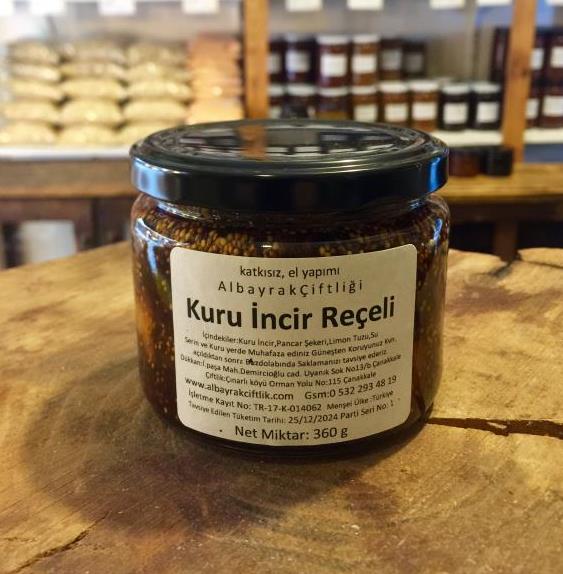 katkısız, el yapımı
AlbayrakÇiftliği
Kuru İncir Reçeli
İçindekiler:Kuru İncir,Pancar Şekeri,Limon Tuzu,Su
Serin ve Kuru yerde Muhafaza ediniz Güneşten Koruyunuz Kvn.
açıldıktan sonra Bzdolabında Saklamanızı tavsiye ederiz.
Dükkan:İ.paşa Mah.Demircioğlu cad. Uyanık Sok No13/b Çanakkale
Çiftlik:Çınarlı köyü Orman Yolu No:115 Çanakkale
www.albayrakciftlik.com Gsm:0 532 293 48 19
İşletme Kayıt No: TR-17-K-014062 Menşei Ülke :Türkiye
Tavsiye Edilen Tüketim Tarihi: 25/12/2024 Parti Seri No: 1
Net Miktar: 360 g